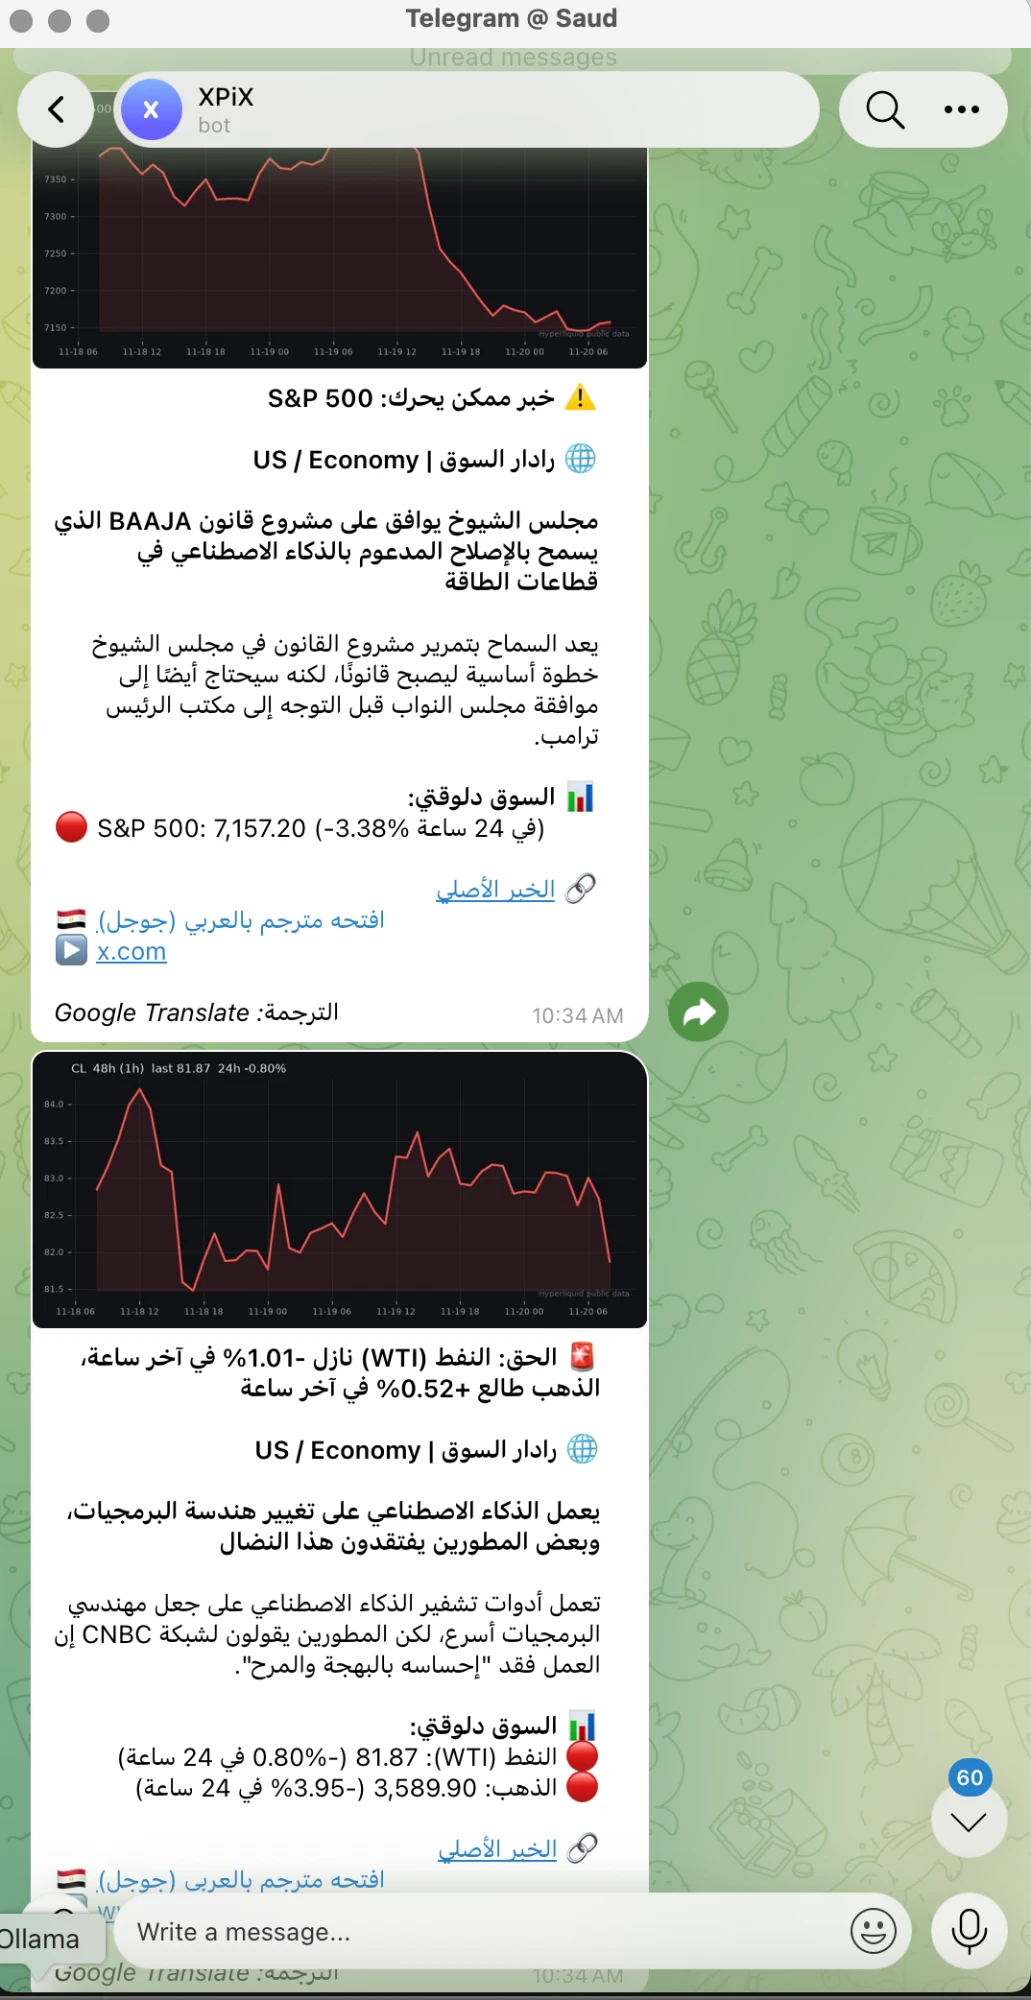 Telegram @ Saud
Unread messages
XPiX
bot
7350
7300
7250
7200
7150
Hyperliquid public data
11-18 06 11-18 12 11-18 18 11-19 00 11-19 06 11-19 12 11-19 18 11-20 00 11-20 06
⚠️ خبر ممكن يحرك: S&P 500
🌐 رادار السوق | US / Economy
مجلس الشيوخ يوافق على مشروع قانون BAAJA الذي
يسمح بالإصلاح المدعوم بالذكاء الاصطناعي في
قطاعات الطاقة
يعد السماح بتمرير مشروع القانون في مجلس الشيوخ
خطوة أساسية ليصبح قانونًا، لكنه سيحتاج أيضًا إلى
موافقة مجلس النواب قبل التوجه إلى مكتب الرئيس
ترامب.
📊 السوق دلوقتي:
🔴 S&P 500: 7,157.20 (-3.38% في 24 ساعة)
🔗 الخبر الأصلي
🇪🇬 افتحه مترجم بالعربي (جوجل)
▶️ x.com
الترجمة: Google Translate
10:34 AM
CL 48h (1h) last 81.87 24h -0.80%
84.0
83.5
83.0
82.5
82.0
81.5
Hyperliquid public data
11-18 06 11-18 12 11-18 18 11-19 00 11-19 06 11-19 12 11-19 18 11-20 00 11-20 06
🚨 الحق: النفط (WTI) نازل -1.01% في آخر ساعة،
الذهب طالع +0.52% في آخر ساعة
🌐 رادار السوق | US / Economy
يعمل الذكاء الاصطناعي على تغيير هندسة البرمجيات،
وبعض المطورين يفتقدون هذا النضال
تعمل أدوات تشفير الذكاء الاصطناعي على جعل مهندسي
البرمجيات أسرع، لكن المطورين يقولون لشبكة CNBC إن
العمل فقد "إحساسه بالبهجة والمرح".
📊 السوق دلوقتي:
🔴 النفط (WTI): 81.87 (-0.80% في 24 ساعة)
🔴 الذهب: 3,589.90 (-3.95% في 24 ساعة)
🔗 الخبر الأصلي
🇪🇬 افتحه مترجم بالعربي (جوجل)
60
Write a message...
Ollama
الترجمة: Google Translate
10:34 AM